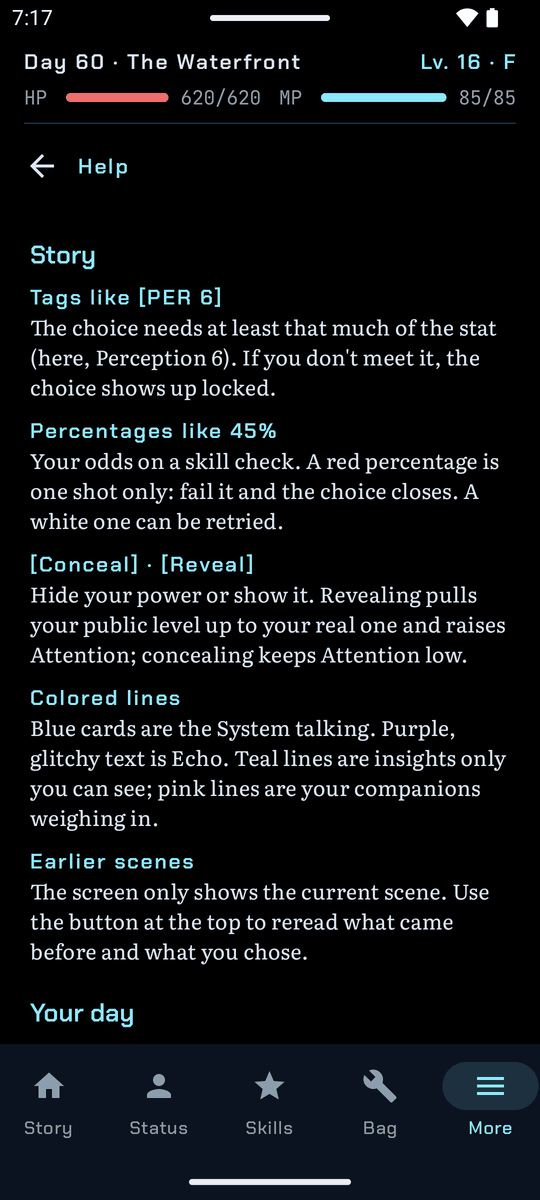 7:17
Day 60 · The Waterfront Lv. 16 · F
HP 620/620 MP 85/85
Help
Story
Tags like [PER 6]
The choice needs at least that much of the stat
(here, Perception 6). If you don't meet it, the
choice shows up locked.
Percentages like 45%
Your odds on a skill check. A red percentage is
one shot only: fail it and the choice closes. A
white one can be retried.
[Conceal] · [Reveal]
Hide your power or show it. Revealing pulls
your public level up to your real one and raises
Attention; concealing keeps Attention low.
Colored lines
Blue cards are the System talking. Purple,
glitchy text is Echo. Teal lines are insights only
you can see; pink lines are your companions
weighing in.
Earlier scenes
The screen only shows the current scene. Use
the button at the top to reread what came
before and what you chose.
Your day
Story Status Skills Bag More